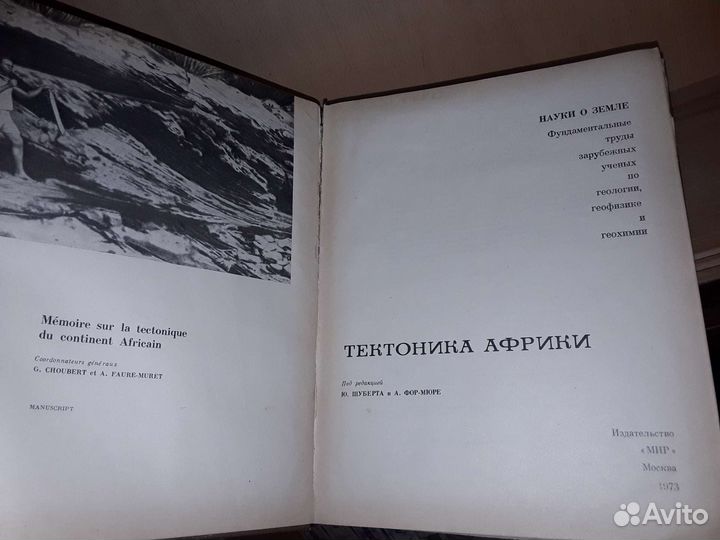 Mémoire sur la tectonique
du continent Africain
Coordonnateurs généraux
G. CHOUBERT et A. FAURE-MURET
MANUSCRIPT
НАУКИ О ЗЕМЛЕ
Фундаментальные
труды
зарубежных
ученых
по
геологии,
геофизике
и
геохимии
ТЕКТОНИКА АФРИКИ
Под редакцией
Ю. ШУБЕРТА и А. ФОР-МЮРЕ
Издательство
«МИР»
Москва
1973
Avito